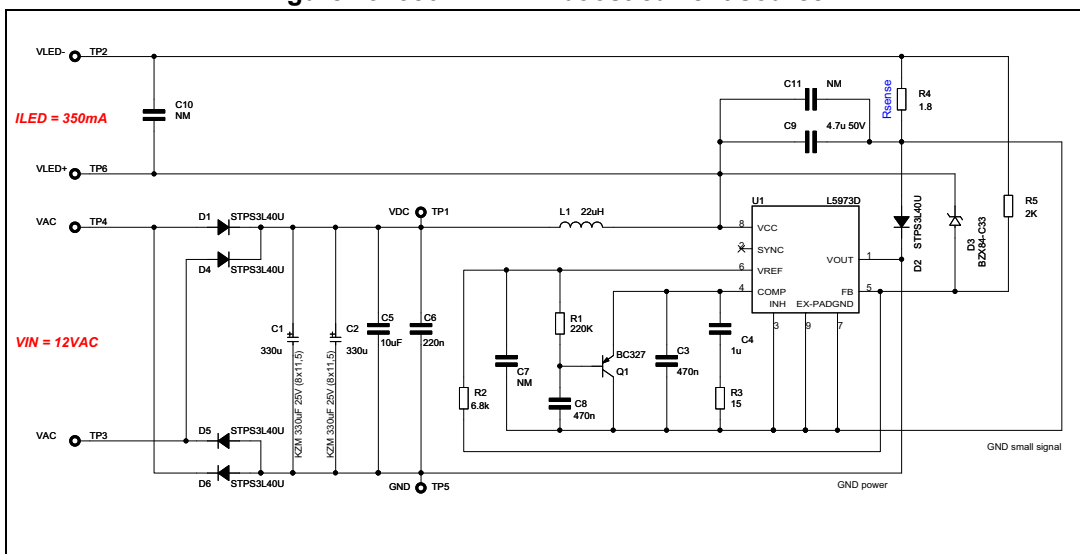 VLED- TP2
C10
NM
ILED = 350mA
VLED+ TP6
VAC TP4
D1 STPS3L40U
D4 STPS3L40U
VDC TP1
L1 22uH
C11 NM
C9 4.7u 50V
Rsense
R4
1.8
U1 L5973D
8 VCC
2 SYNC
6 VREF
4 COMP
INH
EX-PAD
GND
VOUT 1
FB 5
3 9 7
D2 STPS3L40U
D3
BZX84-C33
R5
2K
VIN = 12VAC
C1
330u
KZM 330uF 25V (8x11,5)
C2
330u
KZM 330uF 25V (8x11,5)
C5
10uF
C6
220n
R2
6.8k
C7
NM
R1
220K
C8
470n
BC327
Q1
C3
470n
C4
1u
R3
15
VAC TP3
D5 STPS3L40U
D6 STPS3L40U
GND TP5
GND small signal
GND power